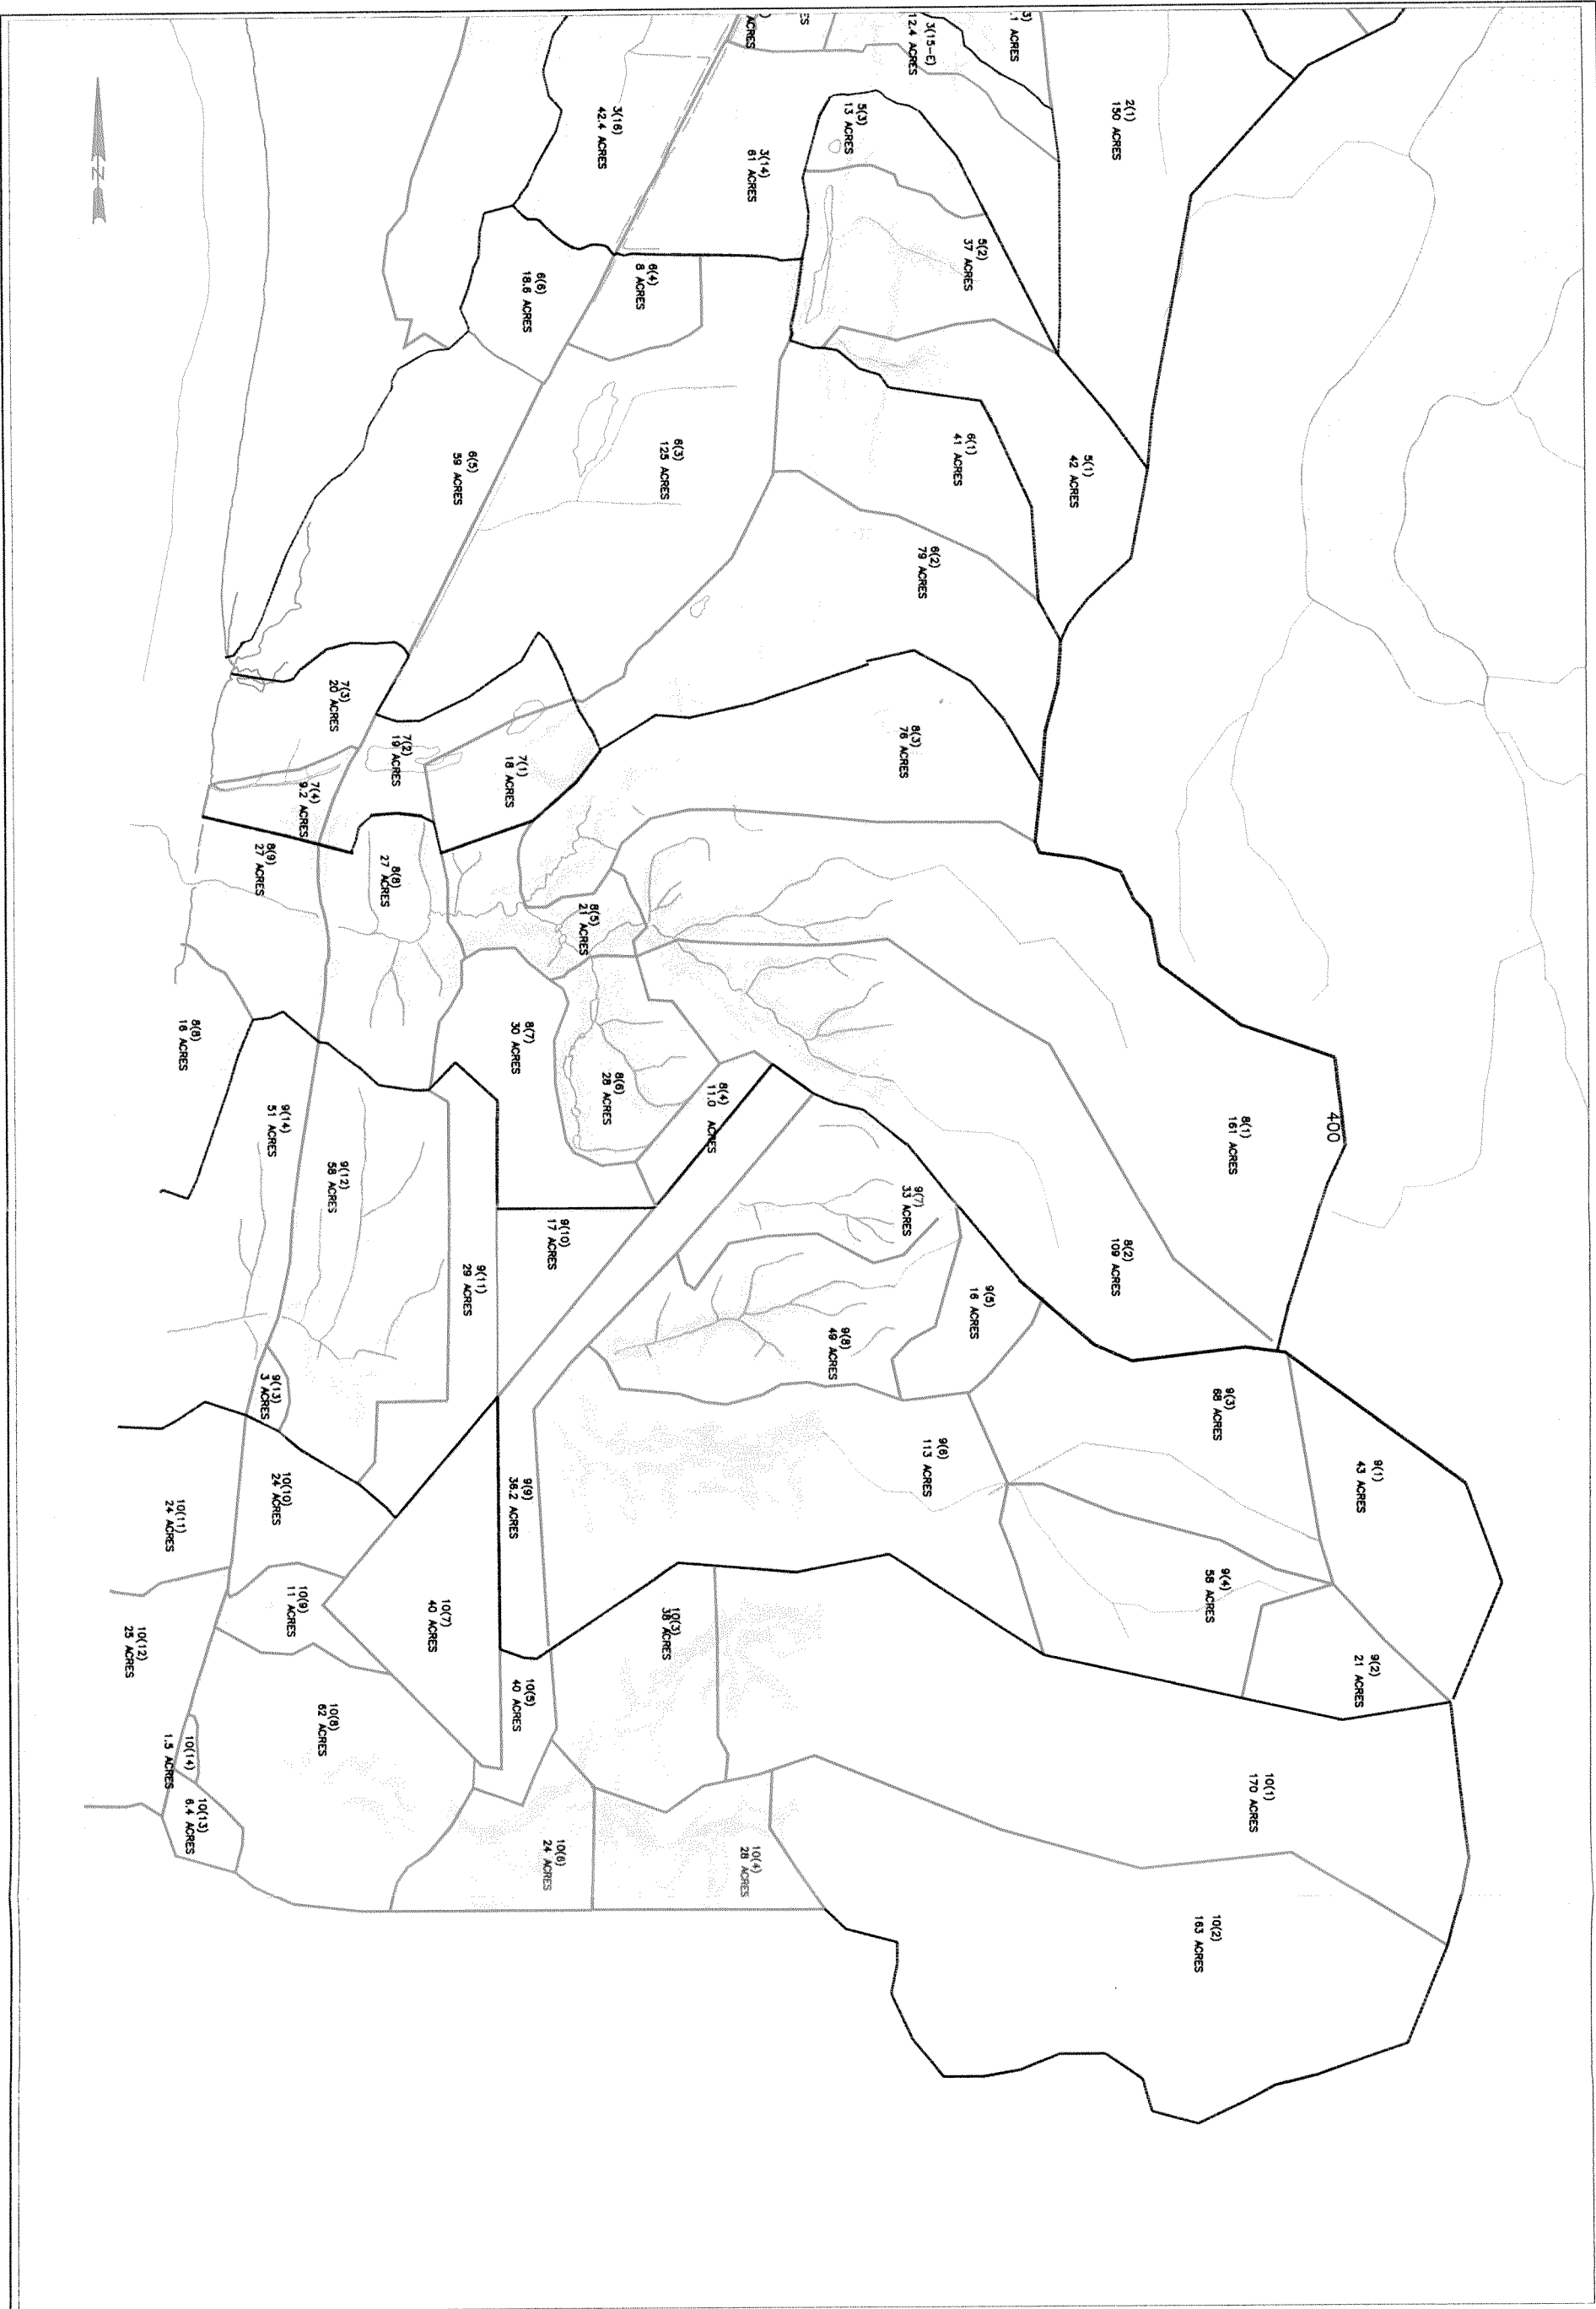 3)
.1 ACRES
3(15-E)
12.4 ACRES
ES
ACRES
2(1)
150 ACRES
5(3)
13 ACRES
3(14)
61 ACRES
3(16)
42.4 ACRES
N
5(2)
37 ACRES
6(4)
8 ACRES
6(6)
18.6 ACRES
5(1)
42 ACRES
6(1)
41 ACRES
6(3)
125 ACRES
6(5)
59 ACRES
6(2)
79 ACRES
8(3)
76 ACRES
7(3)
20 ACRES
7(2)
19 ACRES
7(1)
18 ACRES
7(4)
9.2 ACRES
8(9)
27 ACRES
8(8)
27 ACRES
8(5)
21 ACRES
8(8)
16 ACRES
8(7)
30 ACRES
8(6)
28 ACRES
8(4)
11.0 ACRES
400
8(1)
161 ACRES
9(14)
51 ACRES
9(12)
58 ACRES
9(7)
33 ACRES
8(2)
109 ACRES
9(10)
17 ACRES
9(11)
29 ACRES
9(5)
16 ACRES
9(8)
49 ACRES
9(13)
3 ACRES
9(3)
68 ACRES
9(6)
113 ACRES
9(1)
43 ACRES
10(10)
24 ACRES
9(9)
36.2 ACRES
10(11)
24 ACRES
9(4)
58 ACRES
10(9)
11 ACRES
10(7)
40 ACRES
10(3)
38 ACRES
10(12)
25 ACRES
9(2)
21 ACRES
10(5)
40 ACRES
10(8)
62 ACRES
10(14)
1.5 ACRES
10(1)
170 ACRES
10(13)
6.4 ACRES
10(6)
24 ACRES
10(4)
28 ACRES
10(2)
163 ACRES